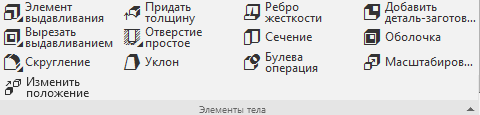 Элемент выдавливания
Придать толщину
Ребро жесткости
Добавить деталь-заготов...
Вырезать выдавливанием
Отверстие простое
Сечение
Оболочка
Скругление
Уклон
Булева операция
Масштабиров...
Изменить положение
Элементы тела